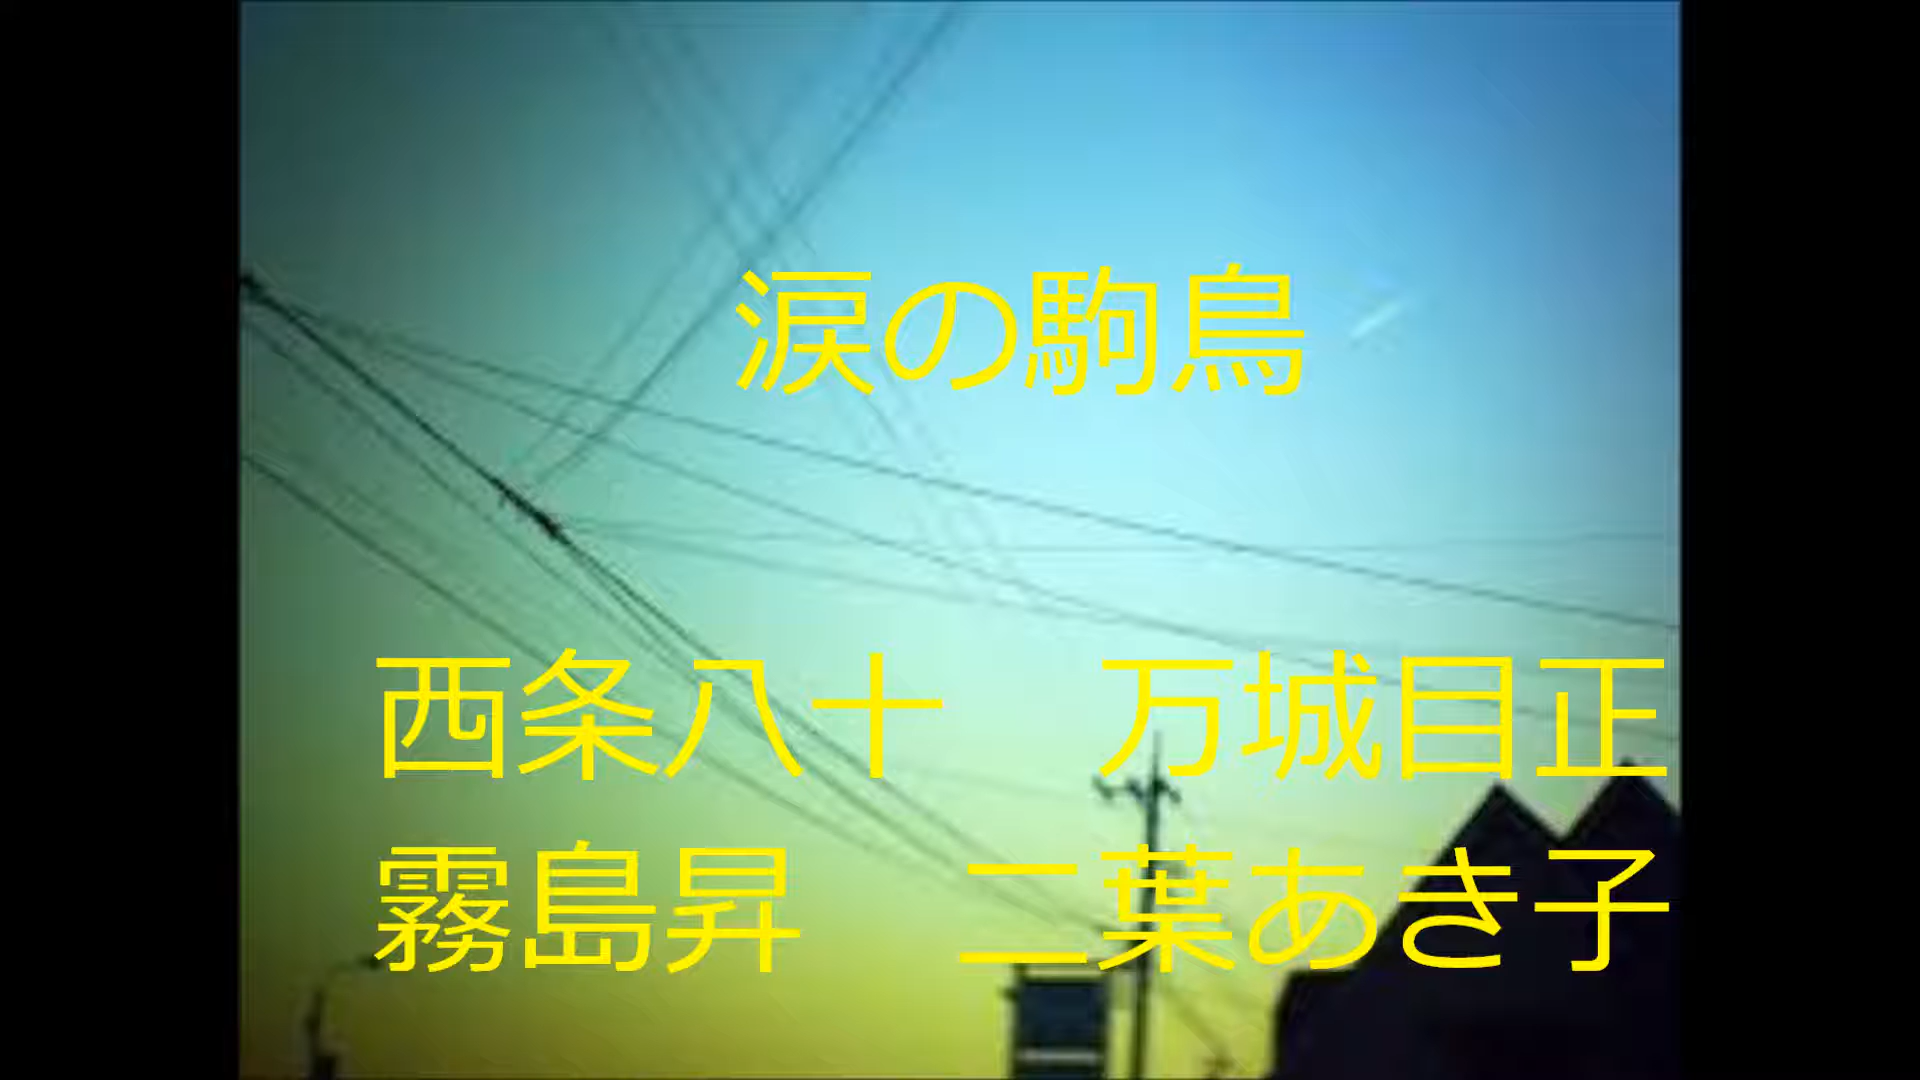 涙の駒鳥
西条八十　万城目正
霧島昇　二葉あき子